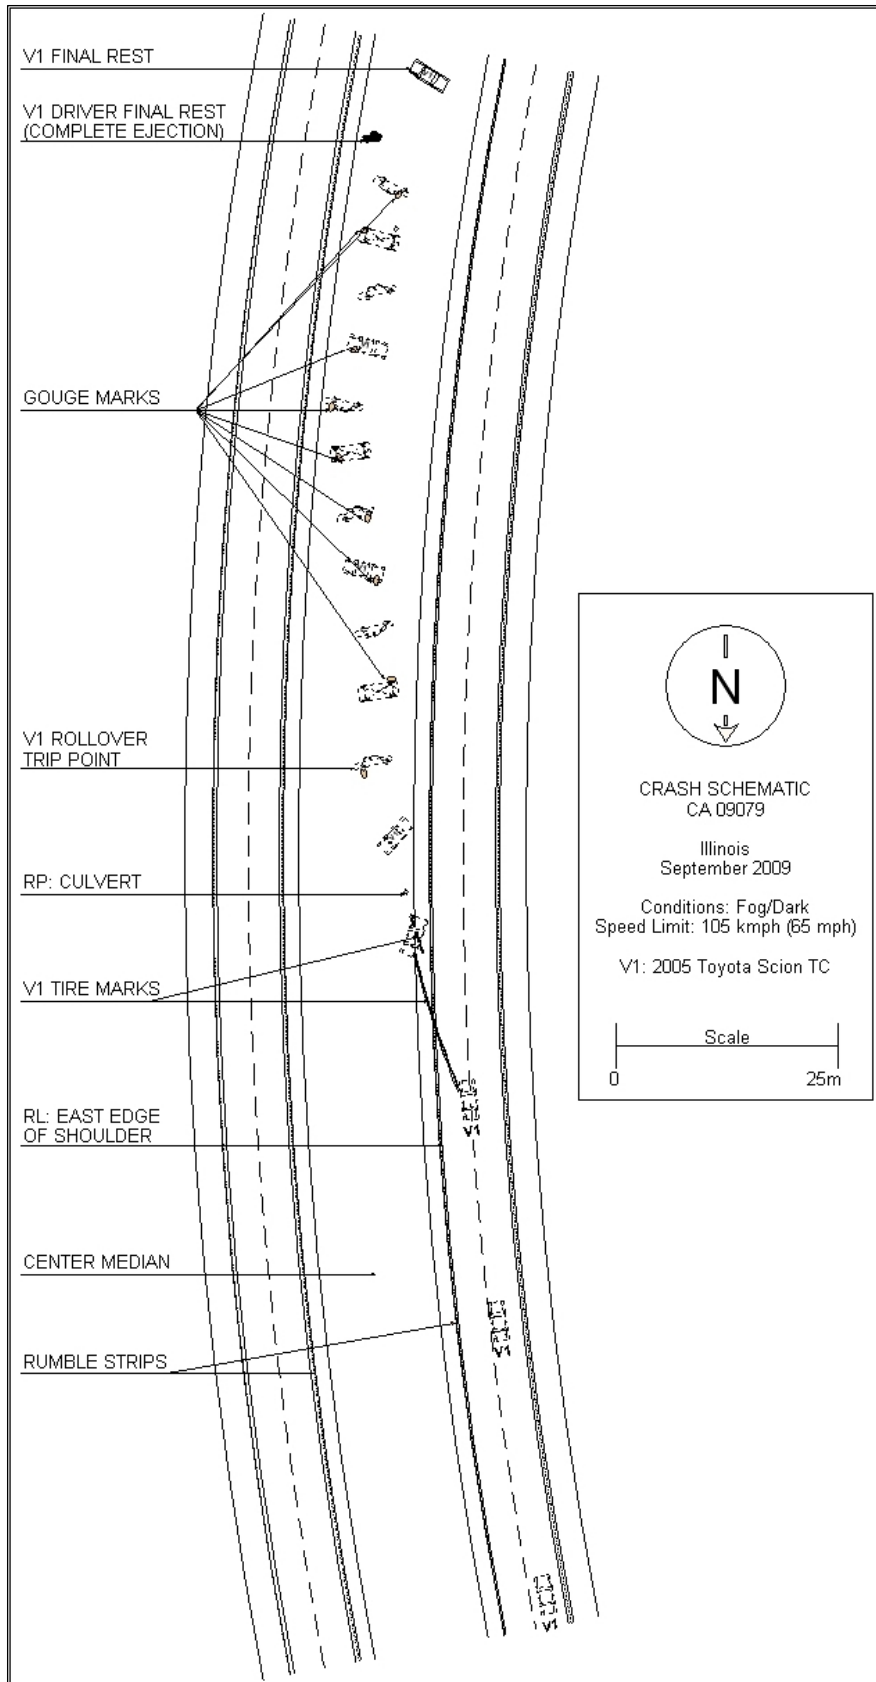 V1 FINAL REST
V1 DRIVER FINAL REST
(COMPLETE EJECTION)
GOUGE MARKS
V1 ROLLOVER
TRIP POINT
RP: CULVERT
V1 TIRE MARKS
RL: EAST EDGE
OF SHOULDER
CENTER MEDIAN
RUMBLE STRIPS
N
CRASH SCHEMATIC
CA 09079
Illinois
September 2009
Conditions: Fog/Dark
Speed Limit: 105 kmph (65 mph)
V1: 2005 Toyota Scion TC
Scale
0 25m
V1
V1
V1